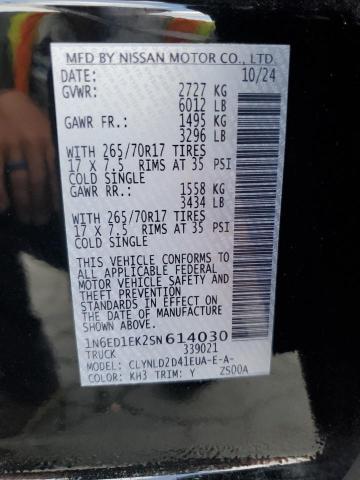 MFD BY NISSAN MOTOR CO., LTD.
DATE: 10/24
GVWR: 2727 KG
6012 LB
GAWR FR.: 1495 KG
3296 LB
WITH 265/70R17 TIRES
17 X 7.5 RIMS AT 35 PSI
COLD SINGLE
GAWR RR.: 1558 KG
3434 LB
WITH 265/70R17 TIRES
17 X 7.5 RIMS AT 35 PSI
COLD SINGLE
THIS VEHICLE CONFORMS TO
ALL APPLICABLE FEDERAL
MOTOR VEHICLE SAFETY
AND THEFT PREVENTION
STANDARDS IN EFFECT ON
THE DATE OF MANUFACTURE
SHOWN ABOVE.
1N6ED1EK2SN614030
TRUCK 339021
MODEL: CLYNLD2D41EUA-E-A-
COLOR: KH3 TRIM: Y ZS00A